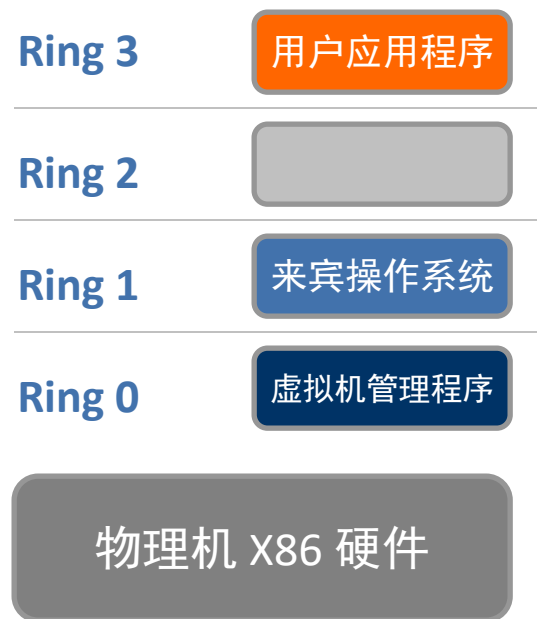 Ring 3
用户应用程序
Ring 2
Ring 1
来宾操作系统
Ring 0
虚拟机管理程序
物理机 X86 硬件